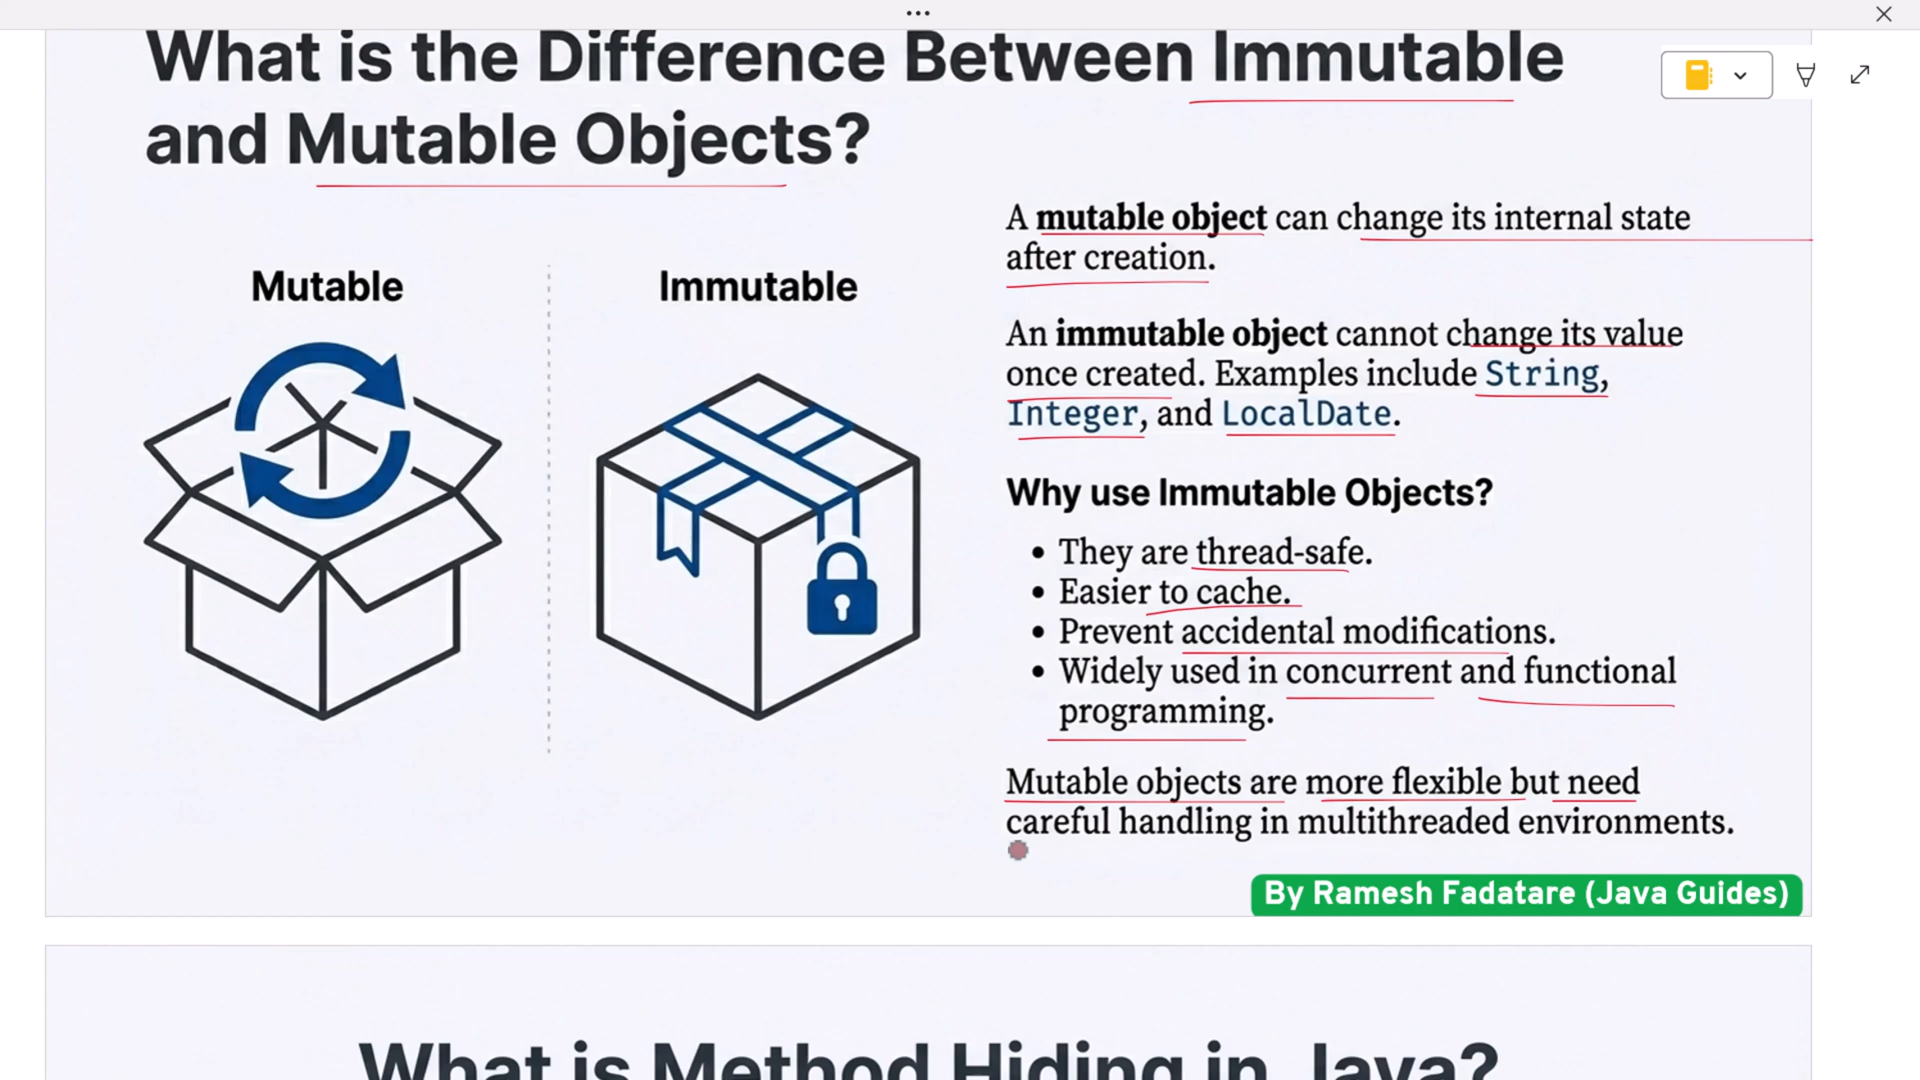 What is the Difference Between Immutable
and Mutable Objects?
Mutable
Immutable
A mutable object can change its internal state
after creation.
An immutable object cannot change its value
once created. Examples include String,
Integer, and LocalDate.
Why use Immutable Objects?
• They are thread-safe.
• Easier to cache.
• Prevent accidental modifications.
• Widely used in concurrent and functional
programming.
Mutable objects are more flexible but need
careful handling in multithreaded environments.
By Ramesh Fadatare (Java Guides)
What is Method Hiding in Java?